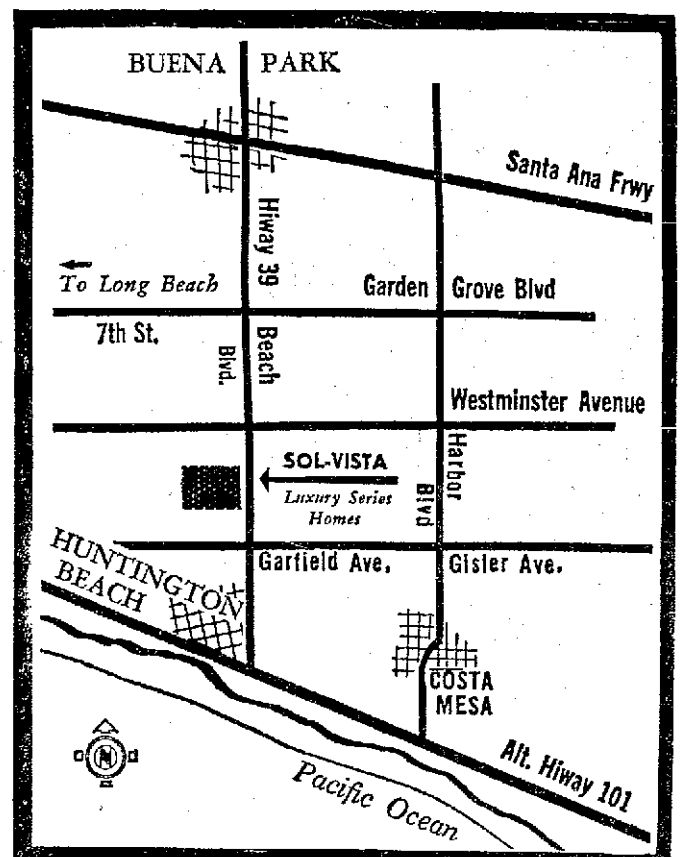 BUENA PARK
Santa Ana Frwy
Hiway 39
To Long Beach
Garden Grove Blvd
7th St.
Beach
Blvd.
Westminster Avenue
SOL-VISTA
Luxury Series
Homes
Harbor
Blvd
Garfield Ave.
Gisler Ave.
HUNTINGTON
BEACH
COSTA
MESA
Alt. Hiway 101
Pacific Ocean
N